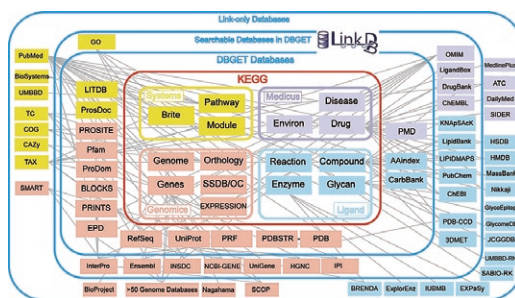 Link-only Databases
Searchable Databases in DBGET
LinkDB
DBGET Databases
KEGG
GO
PubMed
BioSystems
UMBBD
TC
COG
CAZy
TAX
SMART
LITDB
ProsDoc
PROSITE
Pfam
ProDom
BLOCKS
PRINTS
EPD
Systems
Pathway
Brite
Module
Medicus
Disease
Environ
Drug
Genome
Orthology
Genes
SSDB/OC
EXPRESSION
Genomics
Reaction
Compound
Enzyme
Glycan
Ligand
PMD
AAindex
CarbBank
RefSeq
UniProt
PRF
PDBSTR
PDB
InterPro
Ensembl
INSDC
NCBI-GENE
UniGene
HGNC
IPI
BioProject
>50 Genome Databases
Nagahama
SCOP
OMIM
LigandBox
DrugBank
ChEMBL
KNApSAcK
LipidBank
LIPIDMAPS
PubChem
ChEBI
PDB-CCD
3DMET
MedlinePlus
ATC
DailyMed
SIDER
HSDB
HMDB
MassBank
Nikkaji
GlycoEpitope
GlycomeDB
JCGGDB
UMBBD-RN
SABIO-RK
BRENDA
ExplorEnz
IUBMB
EXPaSy